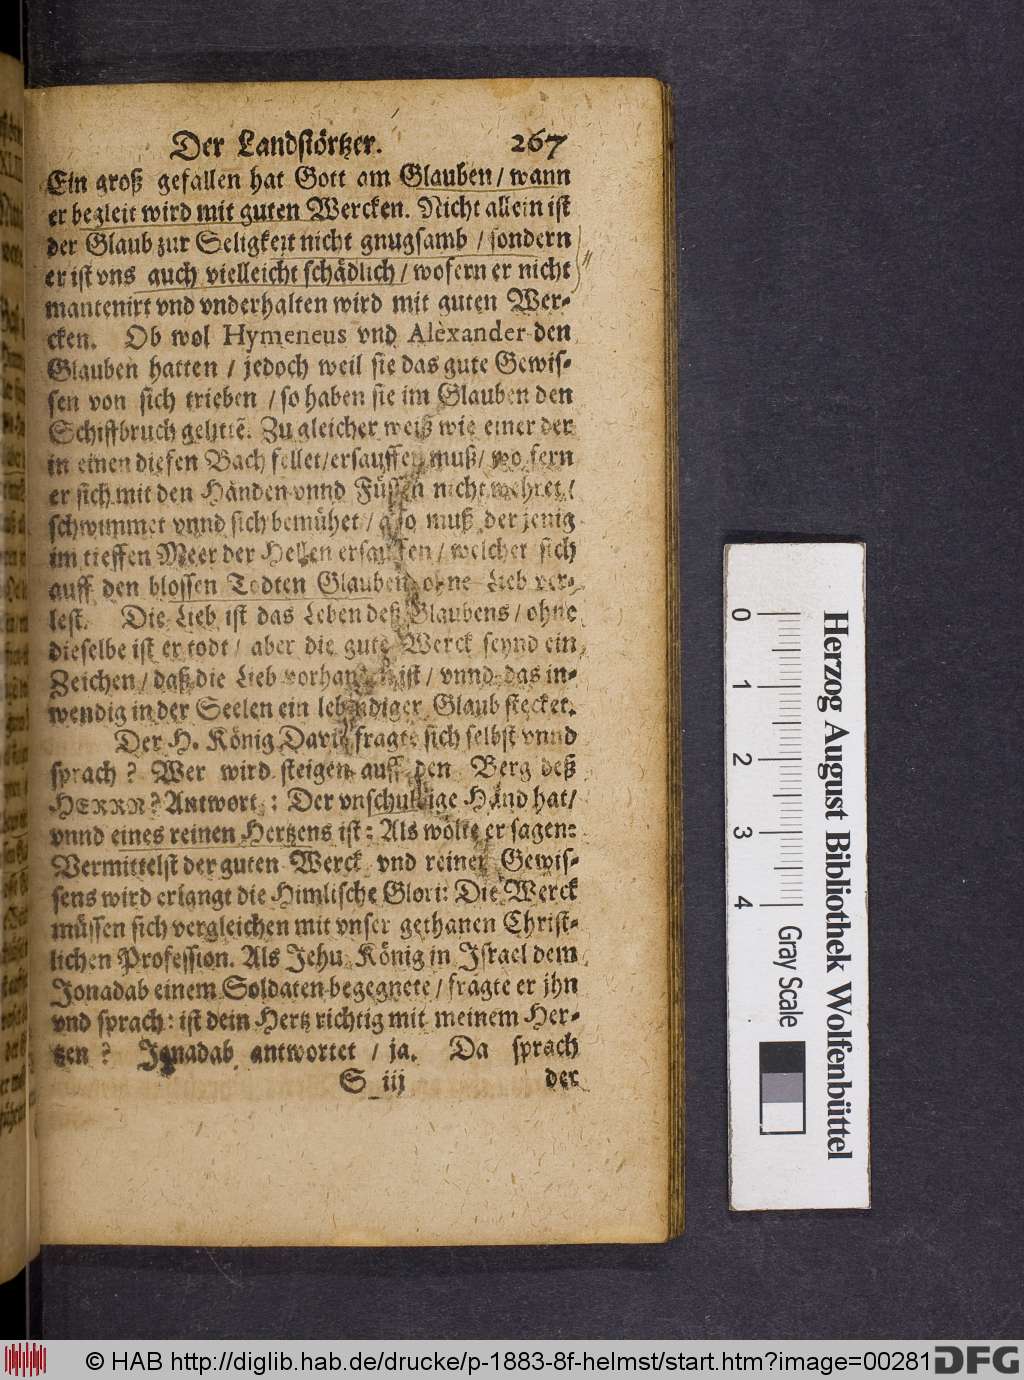 Der Landstörtzer. 267
Ein groß gefallen hat Gott am Glauben / wann
er begleit wird mit guten Wercken. Nicht allein ist
der Glaub zur Seligkeit nicht gnugsamb / sondern
er ist vns auch vielleicht schädlich / wofern er nicht
mantenirt vnd vnderhalten wird mit guten Wer-
cken. Ob wol Hymeneus vnd Alexander den
Glauben hatten / jedoch weil sie das gute Gewis-
sen von sich trieben / so haben sie im Glauben den
Schiffbruch gelittē. Zu gleicher weiß wie einer der
in einen dieffen Bach fellet / ersauffen muß / wo fern
er sich mit den Händen vnnd Füssen nicht wehret /
schwimmet vnnd sich bemühet / also muß der jenig
im tieffen Meer der Hellen ersauffen / welcher sich
auff den blossen Todten Glauben ohne Lieb ver-
lest. Die Lieb ist das Leben deß Glaubens / ohne
dieselbe ist er todt / aber die gute Werck seynd ein
Zeichen / daß die Lieb vorhanden ist / vnnd das in-
wendig in der Seelen ein lebendiger Glaub stecket.
Der H. König David fragte sich selbst vnnd
sprach ? Wer wird steigen auff den Berg deß
HERRN? Antwort : Der vnschuldige Händ hat /
vnnd eines reinen Hertzens ist : Als wolte er sagen:
Vermittelst der guten Werck vnd reinen Gewis-
sens wird erlangt die Himlische Glori: Die Werck
müssen sich vergleichen mit vnser gethanen Christ-
lichen Profession. Als Jehu König in Israel dem
Jonadab einem Soldaten begegnete / fragte er jhn
vnd sprach : ist dein Hertz richtig mit meinem Her-
tzen ? Jonadab antwortet / ja. Da sprach
S iij der
0 1 2 3 4
Gray Scale
Herzog August Bibliothek Wolfenbüttel
© HAB http://diglib.hab.de/drucke/p-1883-8f-helmst/start.htm?image=00281
DFG